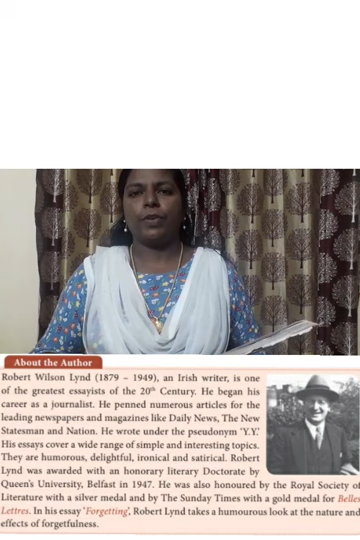 About the Author
Robert Wilson Lynd (1879 – 1949), an Irish writer, is one
of the greatest essayists of the 20th Century. He began his
career as a journalist. He penned numerous articles for the
leading newspapers and magazines like Daily News, The New
Statesman and Nation. He wrote under the pseudonym ‘Y.Y.’
His essays cover a wide range of simple and interesting topics.
They are humorous, delightful, ironical and satirical. Robert
Lynd was awarded with an honorary literary Doctorate by
Queen’s University, Belfast in 1947. He was also honoured by the Royal Society of
Literature with a silver medal and by The Sunday Times with a gold medal for Belles
Lettres. In his essay ‘Forgetting’, Robert Lynd takes a humourous look at the nature and
effects of forgetfulness.